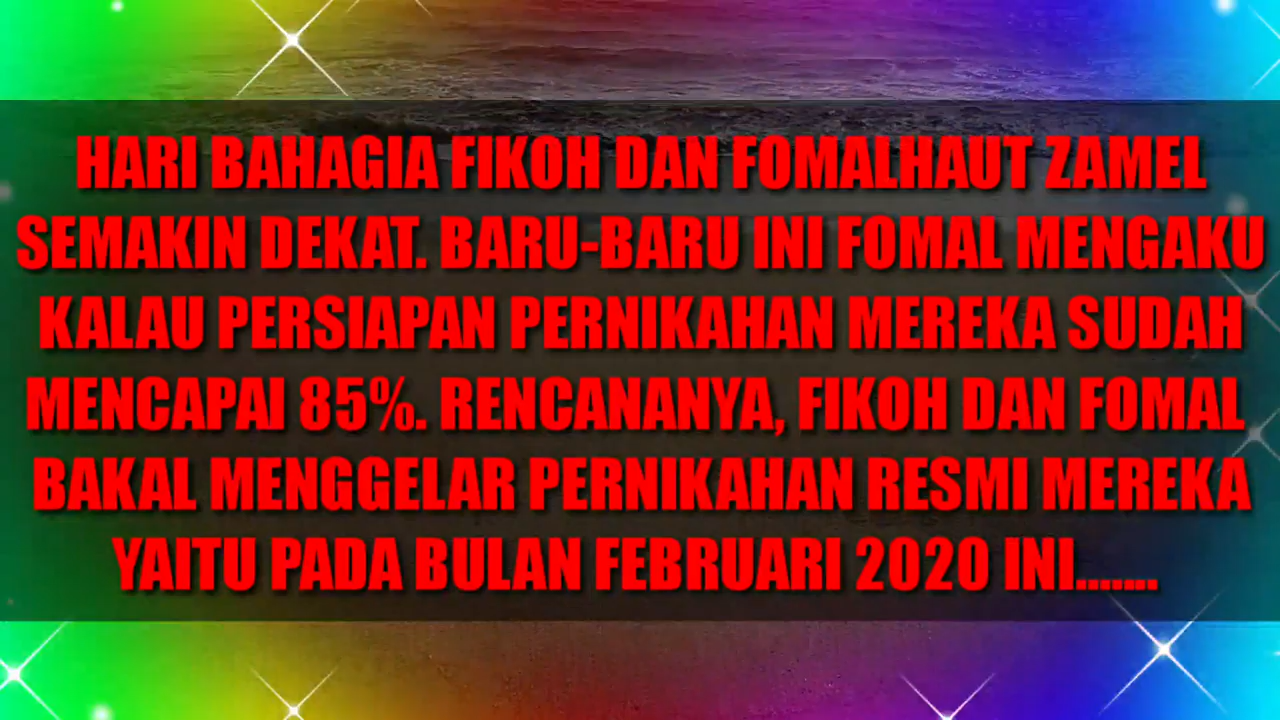 HARI BAHAGIA FIKOH DAN FOMALHAUT ZAMEL
SEMAKIN DEKAT. BARU-BARU INI FOMAL MENGAKU
KALAU PERSIAPAN PERNIKAHAN MEREKA SUDAH
MENCAPAI 85%. RENCANANYA, FIKOH DAN FOMAL
BAKAL MENGGELAR PERNIKAHAN RESMI MEREKA
YAITU PADA BULAN FEBRUARI 2020 INI.......